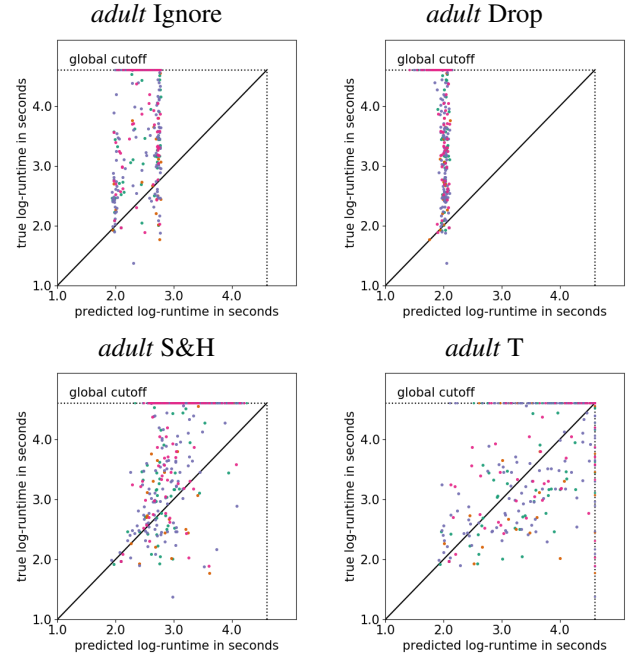 adult Ignore
adult Drop
global cutoff
4.0
3.0
2.0
1.0
1.0 2.0 3.0 4.0
true log-runtime in seconds
predicted log-runtime in seconds
global cutoff
4.0
3.0
2.0
1.0
1.0 2.0 3.0 4.0
true log-runtime in seconds
predicted log-runtime in seconds
adult S&H
adult T
global cutoff
4.0
3.0
2.0
1.0
1.0 2.0 3.0 4.0
true log-runtime in seconds
predicted log-runtime in seconds
global cutoff
4.0
3.0
2.0
1.0
1.0 2.0 3.0 4.0
true log-runtime in seconds
predicted log-runtime in seconds